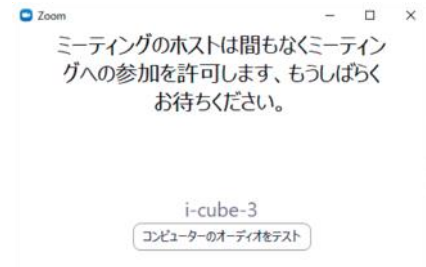 Zoom
ミーティングのホストは間もなくミーティン
グへの参加を許可します、もうしばらく
お待ちください。
i-cube-3
コンピューターのオーディオをテスト